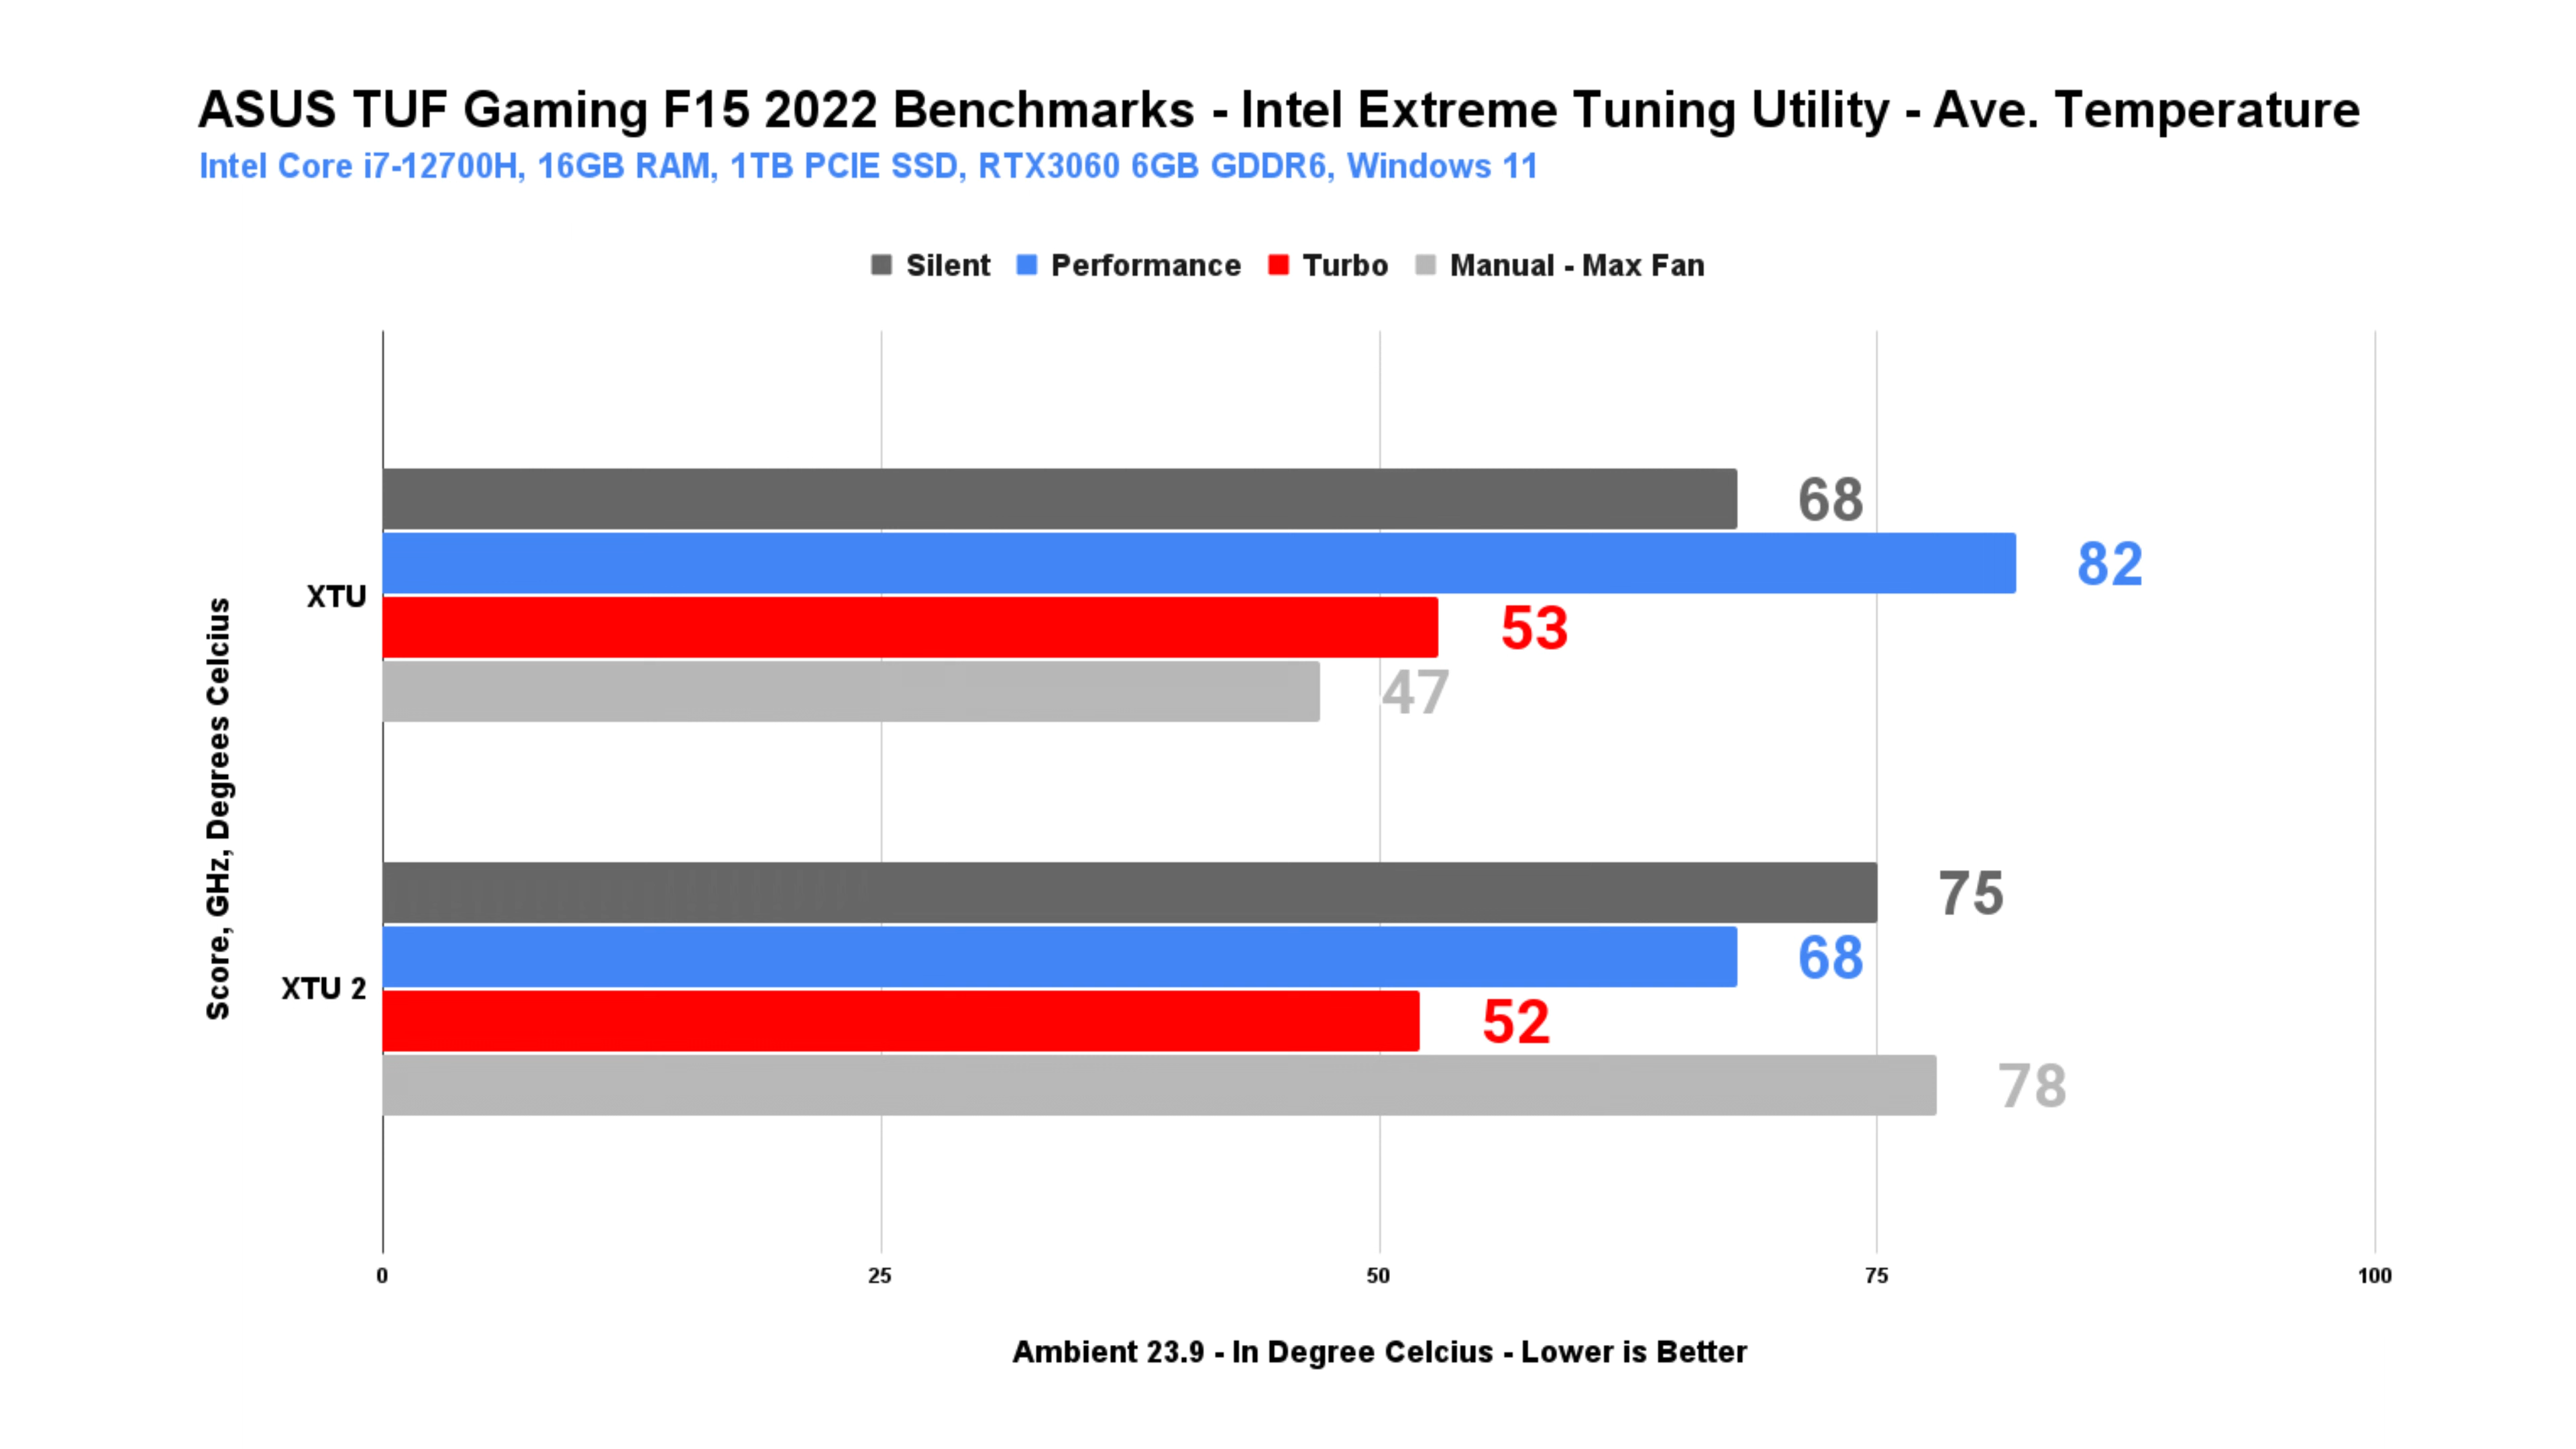 ASUS TUF Gaming F15 2022 Benchmarks - Intel Extreme Tuning Utility - Ave. Temperature
Intel Core i7-12700H, 16GB RAM, 1TB PCIE SSD, RTX3060 6GB GDDR6, Windows 11
Silent Performance Turbo Manual - Max Fan
Score, GHz, Degrees Celcius
XTU
68
82
53
47
XTU 2
75
68
52
78
0 25 50 75 100
Ambient 23.9 - In Degree Celcius - Lower is Better